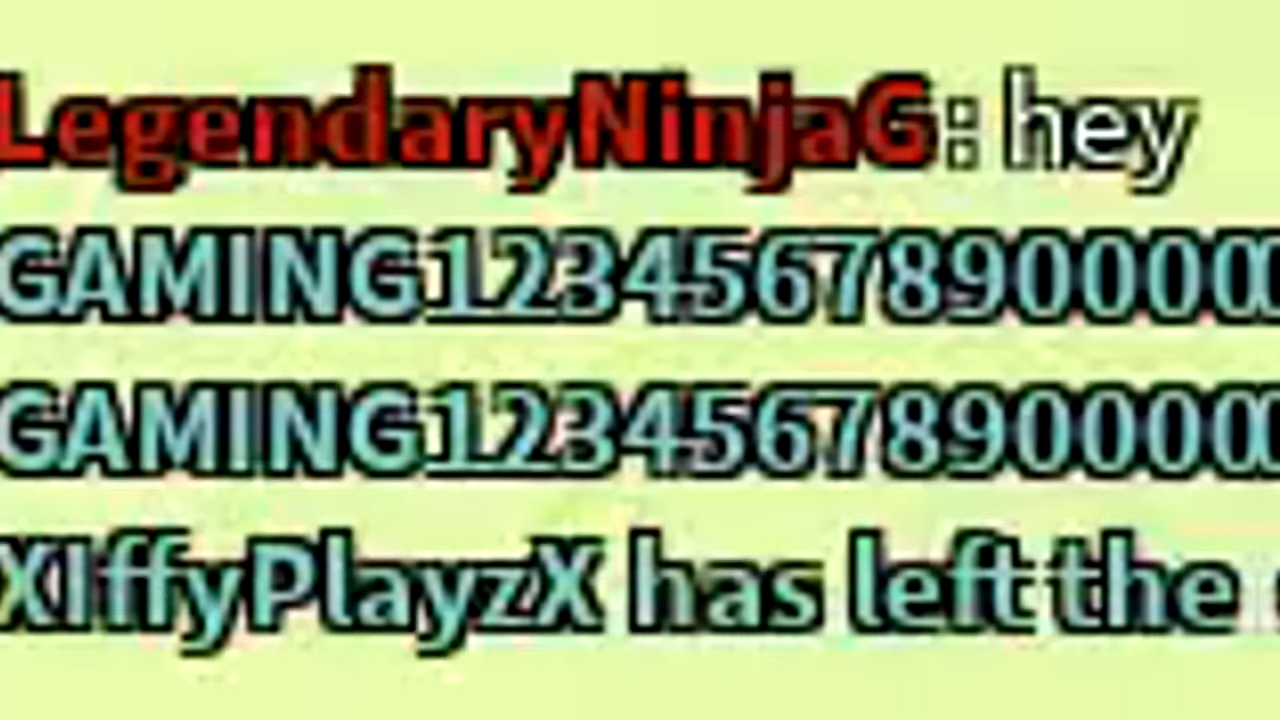 LegendaryNinjaG: hey
GAMING12345678900000
GAMING12345678900000
XIffyPlayzX has left the